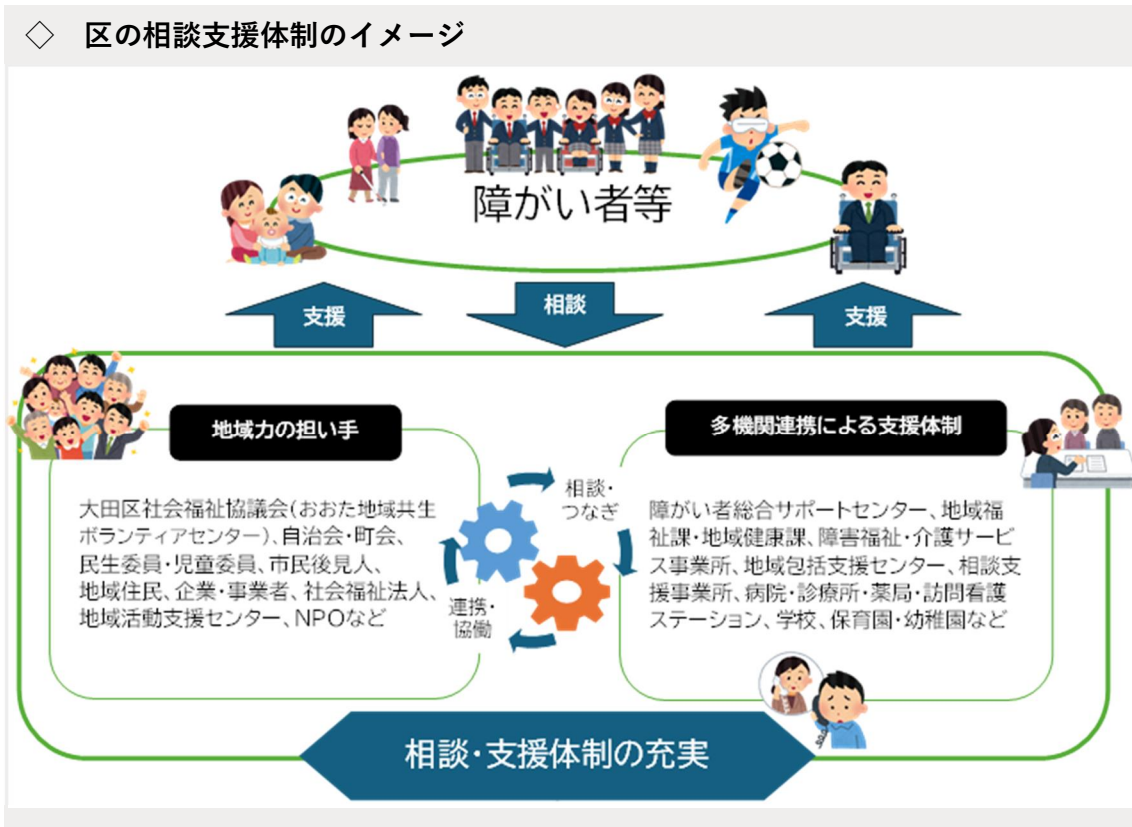 ◇ 区の相談支援体制のイメージ
障がい者等
支援
相談
支援
地域力の担い手
大田区社会福祉協議会(おおた地域共生
ボランティアセンター)、自治会・町会、
民生委員・児童委員、市民後見人、
地域住民、企業・事業者、社会福祉法人、
地域活動支援センター、NPOなど
相談・
つなぎ
連携・
協働
多機関連携による支援体制
障がい者総合サポートセンター、地域福
祉課・地域健康課、障害福祉・介護サービ
ス事業所、地域包括支援センター、相談支
援事業所、病院・診療所・薬局・訪問看護
ステーション、学校、保育園・幼稚園など
相談・支援体制の充実